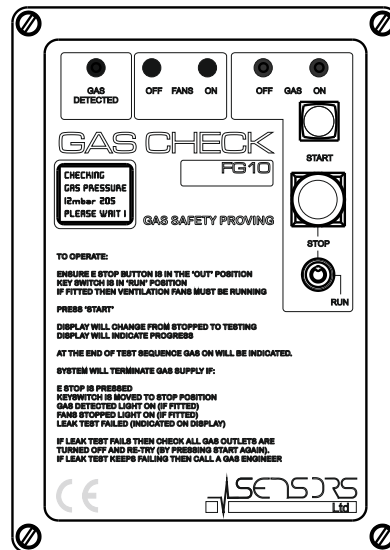 GAS
DETECTED
OFF FANS ON
OFF GAS ON
GAS CHECK
FG10
START
CHECKING
GAS PRESSURE
12mbar 20S
PLEASE WAIT !
GAS SAFETY PROVING
STOP
RUN
TO OPERATE:
ENSURE E STOP BUTTON IS IN THE "OUT" POSITION
KEY SWITCH IS IN 'RUN' POSITION
IF FITTED THEN VENTILATION FANS MUST BE RUNNING
PRESS 'START'
DISPLAY WILL CHANGE FROM STOPPED TO TESTING
DISPLAY WILL INDICATE PROGRESS
AT THE END OF TEST SEQUENCE GAS ON WILL BE INDICATED.
SYSTEM WILL TERMINATE GAS SUPPLY IF:
E STOP IS PRESSED
KEYSWITCH IS MOVED TO STOP POSITION
GAS DETECTED LIGHT ON (IF FITTED)
FANS STOPPED LIGHT ON (IF FITTED)
LEAK TEST FAILED (INDICATED ON DISPLAY)
IF LEAK TEST FAILS THEN CHECK ALL GAS OUTLETS ARE
TURNED OFF AND RE-TRY (BY PRESSING START AGAIN).
IF LEAK TEST KEEPS FAILING THEN CALL A GAS ENGINEER
CE
SENSORS
Ltd